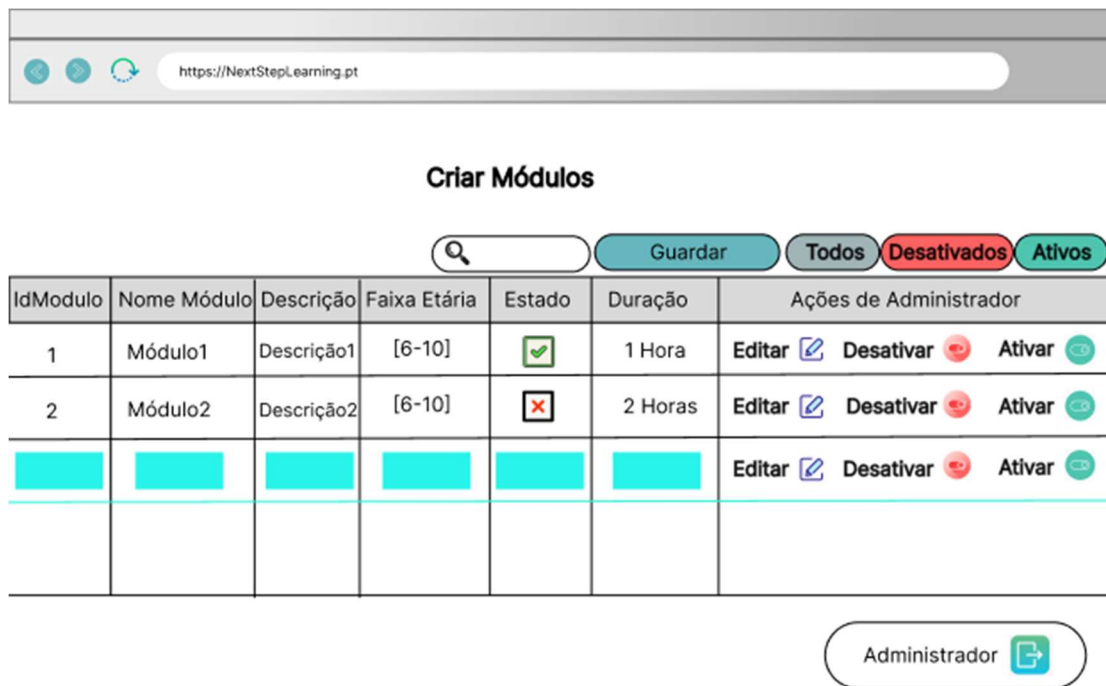 https://NextStepLearning.pt
Criar Módulos
Guardar Todos Desativados Ativos
IdModulo Nome Módulo Descrição Faixa Etária Estado Duração Ações de Administrador
1 Módulo1 Descrição1 [6-10] 1 Hora Editar Desativar Ativar
2 Módulo2 Descrição2 [6-10] 2 Horas Editar Desativar Ativar
Editar Desativar Ativar
Administrador